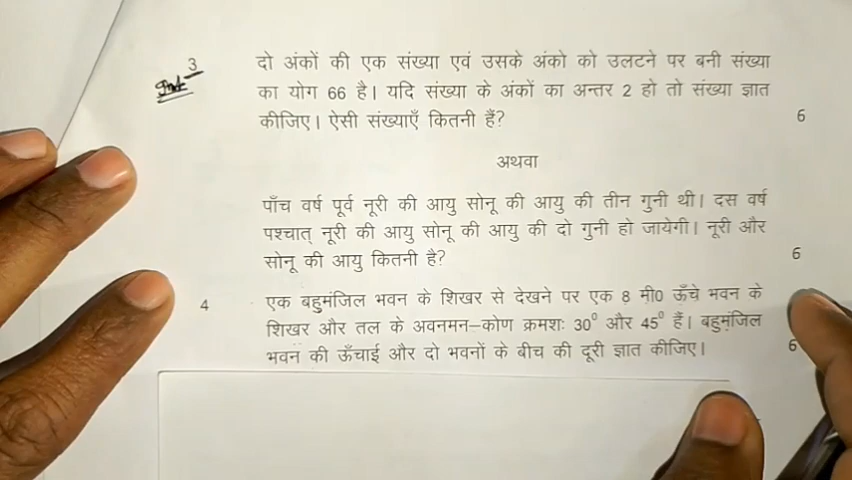 3
दो अंकों की एक संख्या एवं उसके अंको को उलटने पर बनी संख्या
का योग 66 है। यदि संख्या के अंकों का अन्तर 2 हो तो संख्या ज्ञात
कीजिए। ऐसी संख्याएँ कितनी हैं? 6
अथवा
पाँच वर्ष पूर्व नूरी की आयु सोनू की आयु की तीन गुनी थी। दस वर्ष
पश्चात् नूरी की आयु सोनू की आयु की दो गुनी हो जायेगी। नूरी और
सोनू की आयु कितनी है? 6
4 एक बहुमंजिल भवन के शिखर से देखने पर एक 8 मी0 ऊँचे भवन के
शिखर और तल के अवनमन–कोण क्रमशः 30⁰ और 45⁰ हैं। बहुमंजिल
भवन की ऊँचाई और दो भवनों के बीच की दूरी ज्ञात कीजिए। 6